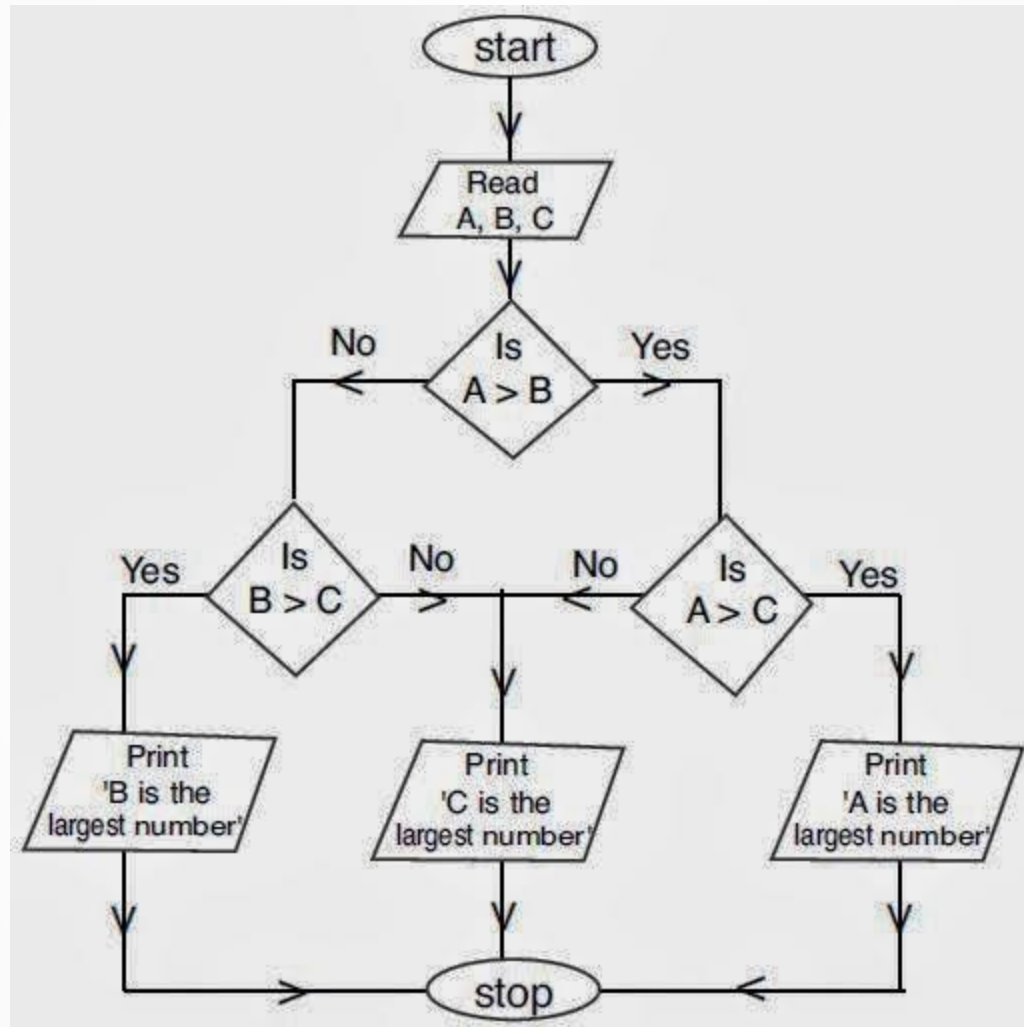 start
Read
A, B, C
Is
A > B
No
Yes
Is
B > C
Yes
No
Is
A > C
No
Yes
Print
'B is the
largest number'
Print
'C is the
largest number'
Print
'A is the
largest number'
stop